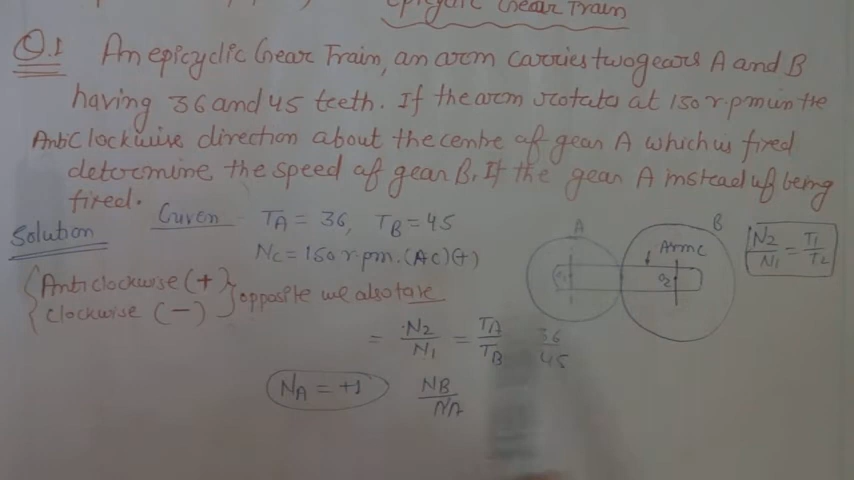 Epicyclic Gear Train
Q.1 An epicyclic Gear Train, an arm carries two gears A and B
having 36 and 45 teeth. If the arm rotates at 150 r.p.m in the
Anticlockwise direction about the centre of gear A which is fixed
determine the speed of gear B. If the gear A instead of being
fixed.
Solution Given TA = 36, TB = 45
NC = 150 r.p.m. (AC)(+)
Anticlockwise (+)
Clockwise (-)
opposite we also take
A B Arm C
N2/N1 = T1/T2
= N2/N1 = TA/TB 36/45
NA = +1 NB/NA